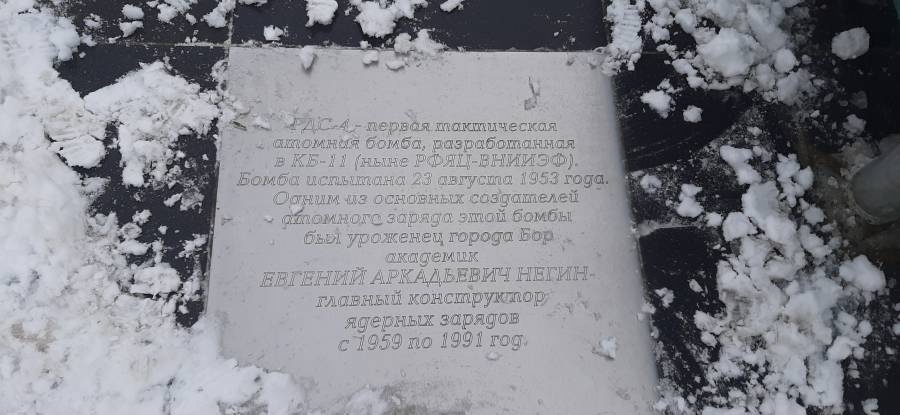 РДС-4 - первая тактическая
атомная бомба, разработанная
в КБ-11 (ныне РФЯЦ-ВНИИЭФ).
Бомба испытана 23 августа 1953 года.
Одним из основных создателей
атомного заряда этой бомбы
был уроженец города Бор
академик
ЕВГЕНИЙ АРКАДЬЕВИЧ НЕГИН-
главный конструктор
ядерных зарядов
с 1959 по 1991 год.